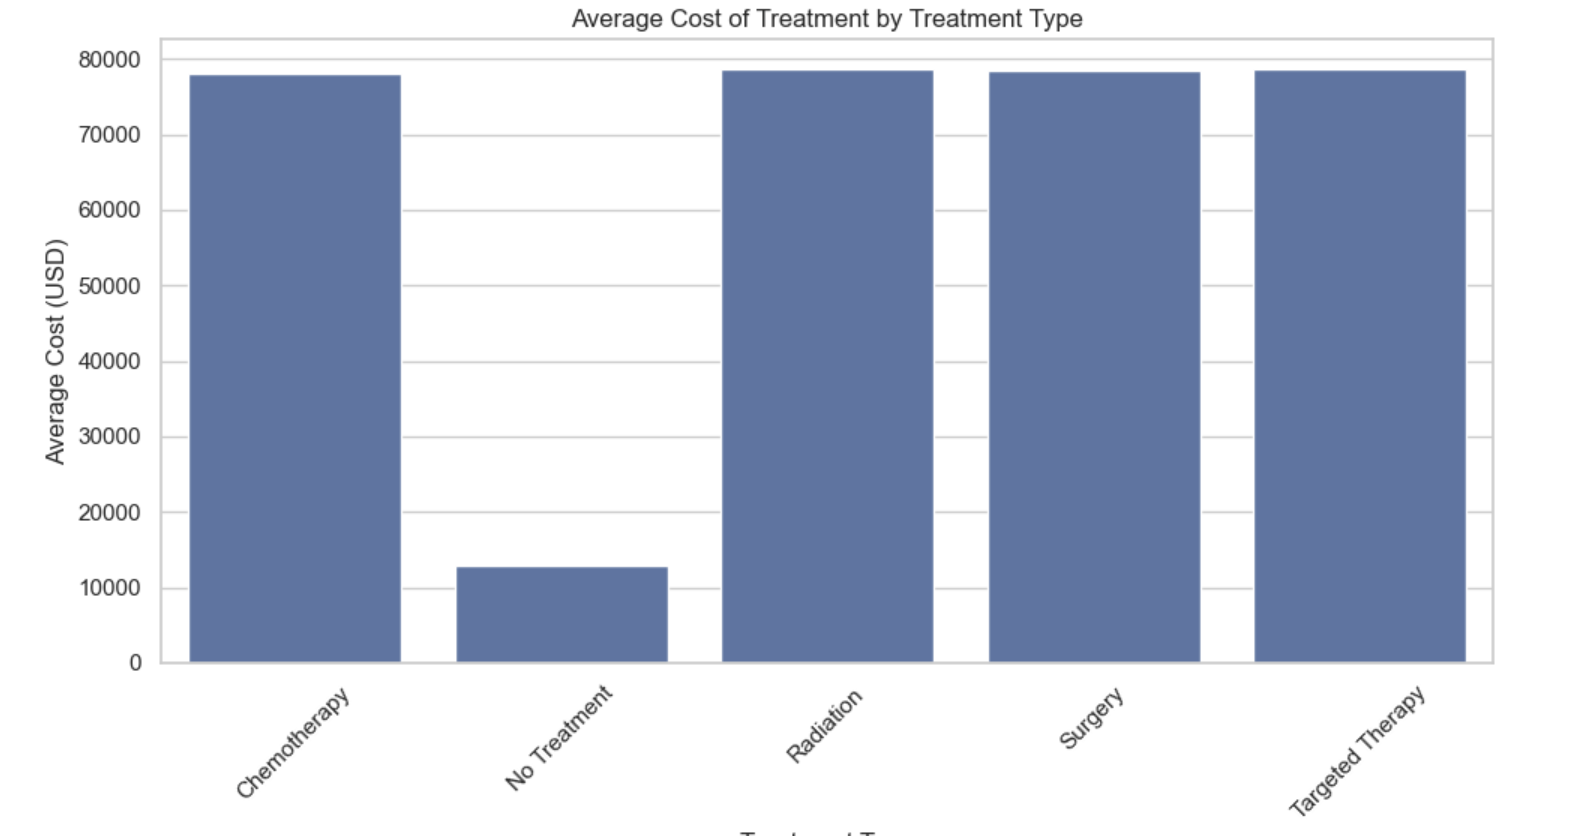 Average Cost of Treatment by Treatment Type
80000
70000
60000
50000
40000
30000
20000
10000
0
Average Cost (USD)
Chemotherapy
No Treatment
Radiation
Surgery
Targeted Therapy